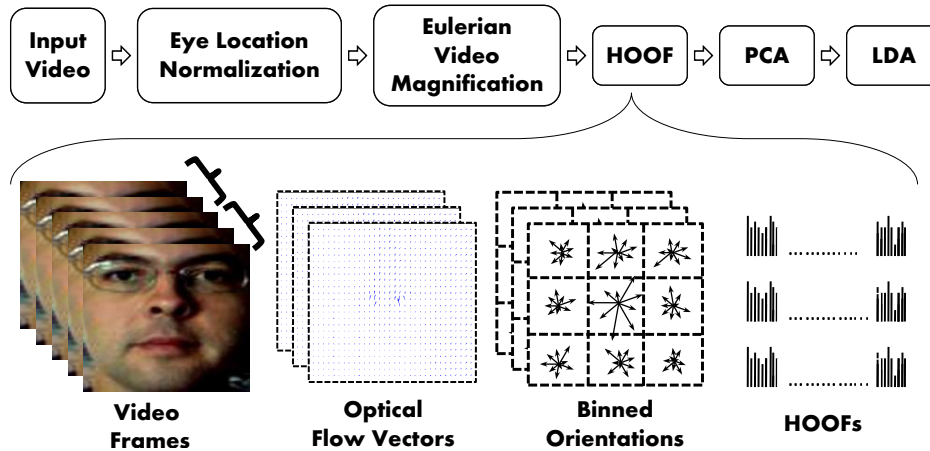 Input
Video
Eye Location
Normalization
Eulerian
Video
Magnification
HOOF
PCA
LDA
Video
Frames
Optical
Flow Vectors
Binned
Orientations
HOOFs